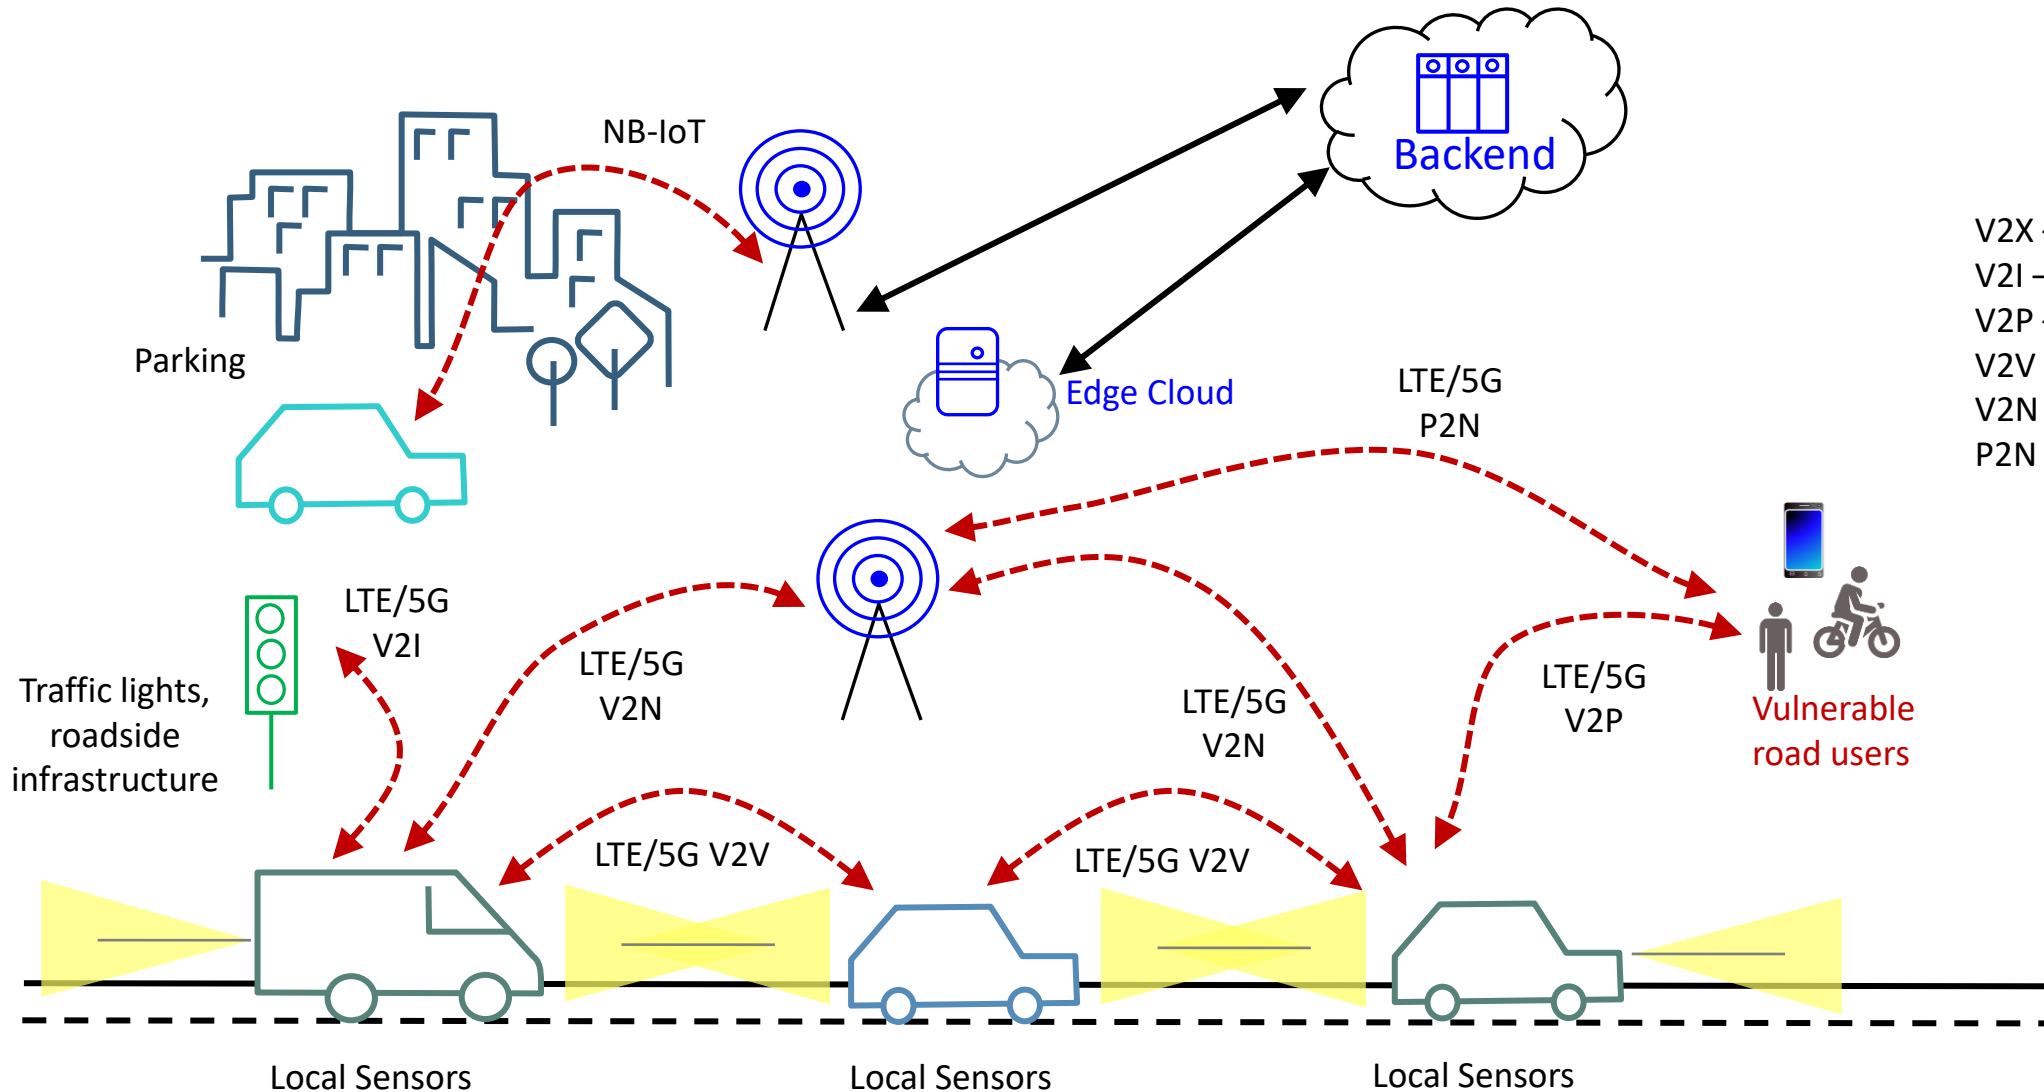 NB-IoT
Backend
Parking
Edge Cloud
LTE/5G
P2N
V2X -
V2I –
V2P -
V2V
V2N
P2N
LTE/5G
V2I
LTE/5G
V2N
LTE/5G
V2N
LTE/5G
V2P
Traffic lights,
roadside
infrastructure
Vulnerable
road users
LTE/5G V2V
LTE/5G V2V
Local Sensors
Local Sensors
Local Sensors